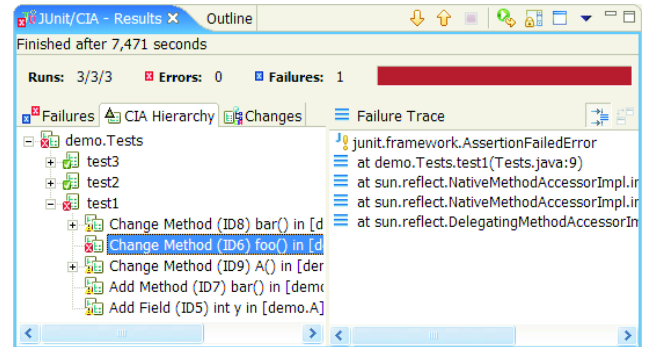 JUnit/CIA - Results
Outline
Finished after 7,471 seconds
Runs: 3/3/3 Errors: 0 Failures: 1
Failures CIA Hierarchy Changes
demo.Tests
test3
test2
test1
Change Method (ID8) bar() in [d
Change Method (ID6) foo() in [d
Change Method (ID9) A() in [der
Add Method (ID7) bar() in [demo
Add Field (ID5) int y in [demo.A]
Failure Trace
junit.framework.AssertionFailedError
at demo.Tests.test1(Tests.java:9)
at sun.reflect.NativeMethodAccessorImpl.in
at sun.reflect.NativeMethodAccessorImpl.in
at sun.reflect.DelegatingMethodAccessorIm